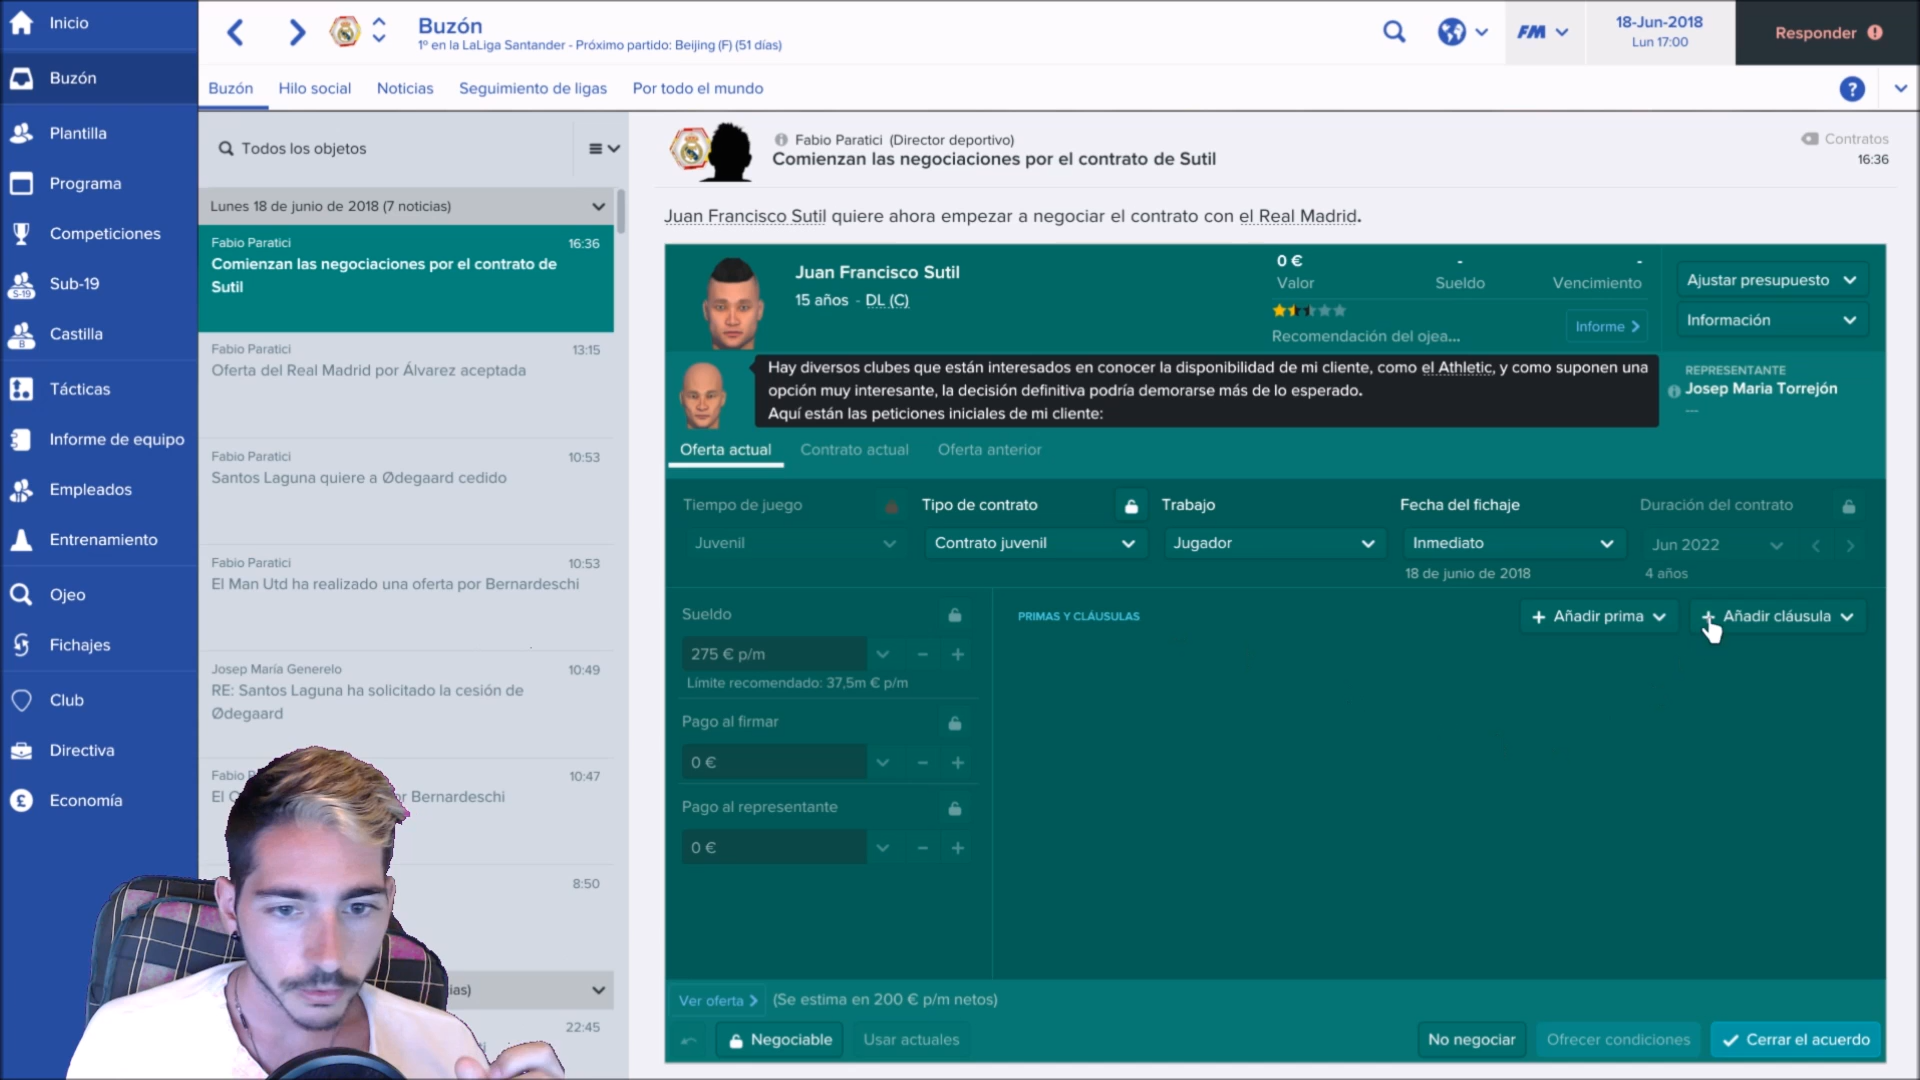 Inicio
Buzón
Plantilla
Programa
Competiciones
S-19
Sub-19
B
Castilla
Tácticas
Informe de equipo
Empleados
Entrenamiento
Ojeo
Fichajes
Club
Directiva
Economía
Buzón
1º en la LaLiga Santander - Próximo partido: Beijing (F) (51 días)
FM
18-Jun-2018
Lun 17:00
Responder
Buzón
Hilo social
Noticias
Seguimiento de ligas
Por todo el mundo
?
Todos los objetos
Lunes 18 de junio de 2018 (7 noticias)
Fabio Paratici 16:36
Comienzan las negociaciones por el contrato de
Sutil
Fabio Paratici 13:15
Oferta del Real Madrid por Álvarez aceptada
Fabio Paratici 10:53
Santos Laguna quiere a Ødegaard cedido
Fabio Paratici 10:53
El Man Utd ha realizado una oferta por Bernardeschi
Josep María Generelo 10:49
RE: Santos Laguna ha solicitado la cesión de
Ødegaard
Fabio 10:47
El or Bernardeschi
8:50
ias)
22:45
Fabio Paratici (Director deportivo)
Comienzan las negociaciones por el contrato de Sutil
Contratos
16:36
Juan Francisco Sutil quiere ahora empezar a negociar el contrato con el Real Madrid.
Juan Francisco Sutil
15 años - DL (C)
0 €
Valor
-
Sueldo
-
Vencimiento
Recomendación del ojea...
Informe
Ajustar presupuesto
Información
Hay diversos clubes que están interesados en conocer la disponibilidad de mi cliente, como el Athletic, y como suponen una
opción muy interesante, la decisión definitiva podría demorarse más de lo esperado.
Aquí están las peticiones iniciales de mi cliente:
REPRESENTANTE
Josep Maria Torrejón
---
Oferta actual
Contrato actual
Oferta anterior
Tiempo de juego
Juvenil
Tipo de contrato
Contrato juvenil
Trabajo
Jugador
Fecha del fichaje
Inmediato
18 de junio de 2018
Duración del contrato
Jun 2022
4 años
Sueldo
275 € p/m
Límite recomendado: 37,5m € p/m
Pago al firmar
0 €
Pago al representante
0 €
PRIMAS Y CLÁUSULAS
+ Añadir prima
+ Añadir cláusula
Ver oferta
(Se estima en 200 € p/m netos)
Negociable
Usar actuales
No negociar
Ofrecer condiciones
Cerrar el acuerdo